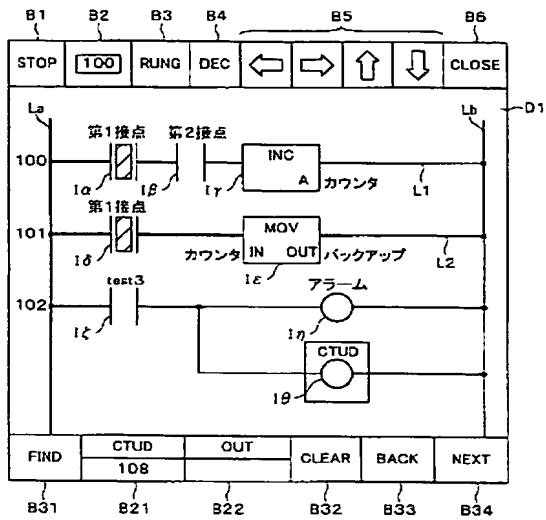 B1 B2 B3 B4 B5 B6
STOP 100 RUNG DEC CLOSE
La Lb D1
第1接点 第2接点
100 INC
A カウンタ L1
Iα Iβ Iγ
第1接点
101 MOV
カウンタ IN OUT バックアップ L2
Iδ Iε
102 test3 アラーム
Iζ Iη
CTUD
Iθ
FIND CTUD OUT CLEAR BACK NEXT
108
B31 B21 B22 B32 B33 B34